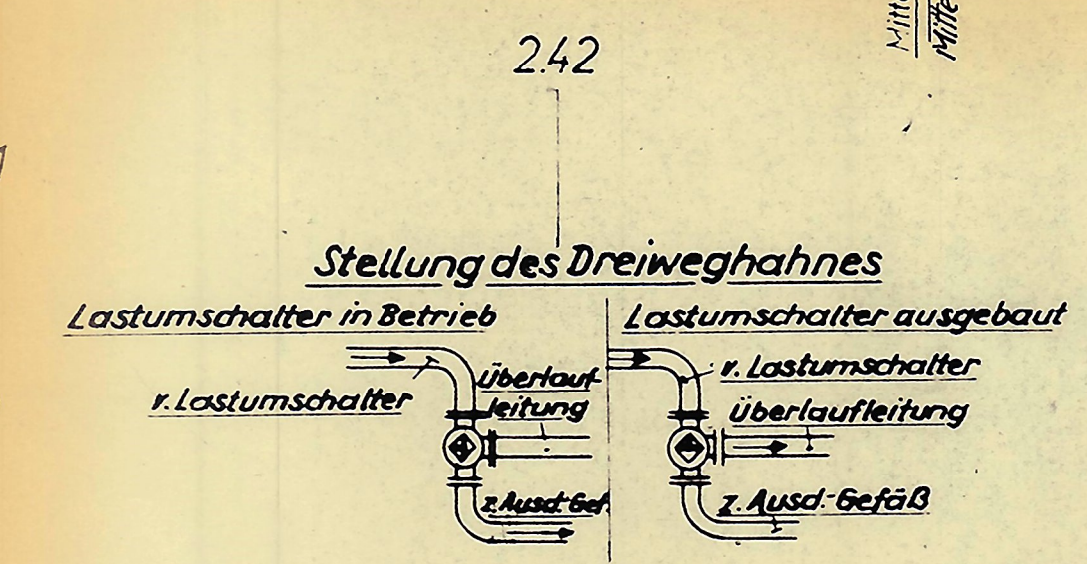 2.42
Mitte
Stellung des Dreiweghahnes
Lastumschalter in Betrieb
Lastumschalter ausgebaut
v. Lastumschalter
Überlauf-
leitung
z. Ausd.-Gef.
v. Lastumschalter
Überlaufleitung
z. Ausd.-Gefäß